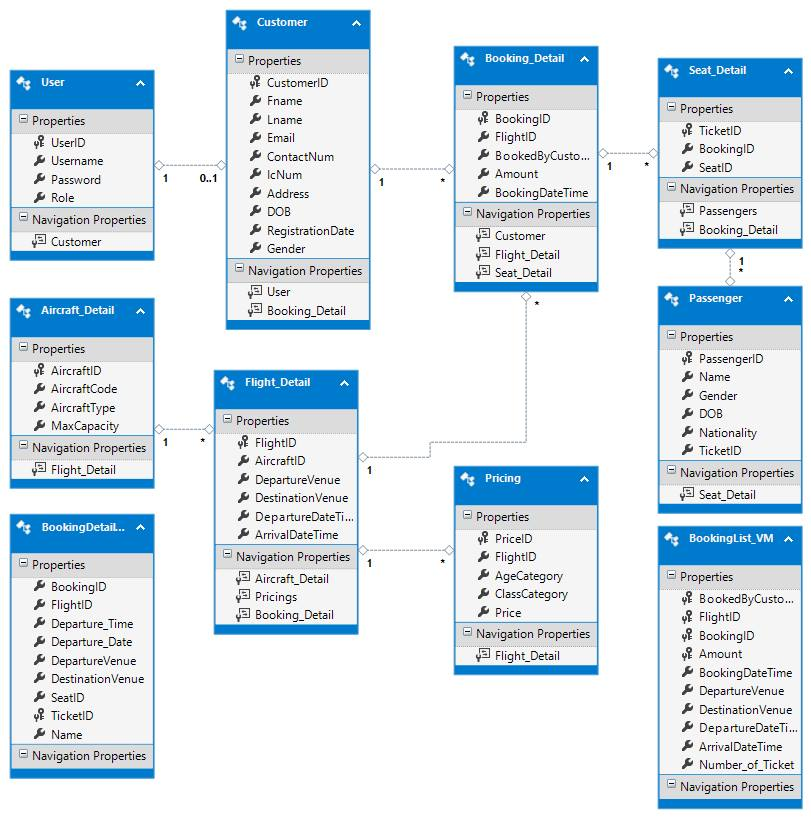 User
Properties
UserID
Username
Password
Role
Navigation Properties
Customer
1
0..1
Customer
Properties
CustomerID
Fname
Lname
Email
ContactNum
IcNum
Address
DOB
RegistrationDate
Gender
Navigation Properties
User
Booking_Detail
1
*
Booking_Detail
Properties
BookingID
FlightID
BookedByCusto...
Amount
BookingDateTime
Navigation Properties
Customer
Flight_Detail
Seat_Detail
1
*
*
Seat_Detail
Properties
TicketID
BookingID
SeatID
Navigation Properties
Passengers
Booking_Detail
1
*
Aircraft_Detail
Properties
AircraftID
AircraftCode
AircraftType
MaxCapacity
Navigation Properties
Flight_Detail
1
*
Flight_Detail
Properties
FlightID
AircraftID
DepartureVenue
DestinationVenue
DepartureDateTi...
ArrivalDateTime
Navigation Properties
Aircraft_Detail
Pricings
Booking_Detail
1
1
*
Pricing
Properties
PriceID
FlightID
AgeCategory
ClassCategory
Price
Navigation Properties
Flight_Detail
Passenger
Properties
PassengerID
Name
Gender
DOB
Nationality
TicketID
Navigation Properties
Seat_Detail
BookingDetail...
Properties
BookingID
FlightID
Departure_Time
Departure_Date
DepartureVenue
DestinationVenue
SeatID
TicketID
Name
Navigation Properties
BookingList_VM
Properties
BookedByCusto...
FlightID
BookingID
Amount
BookingDateTime
DepartureVenue
DestinationVenue
DepartureDateTi...
ArrivalDateTime
Number_of_Ticket
Navigation Properties